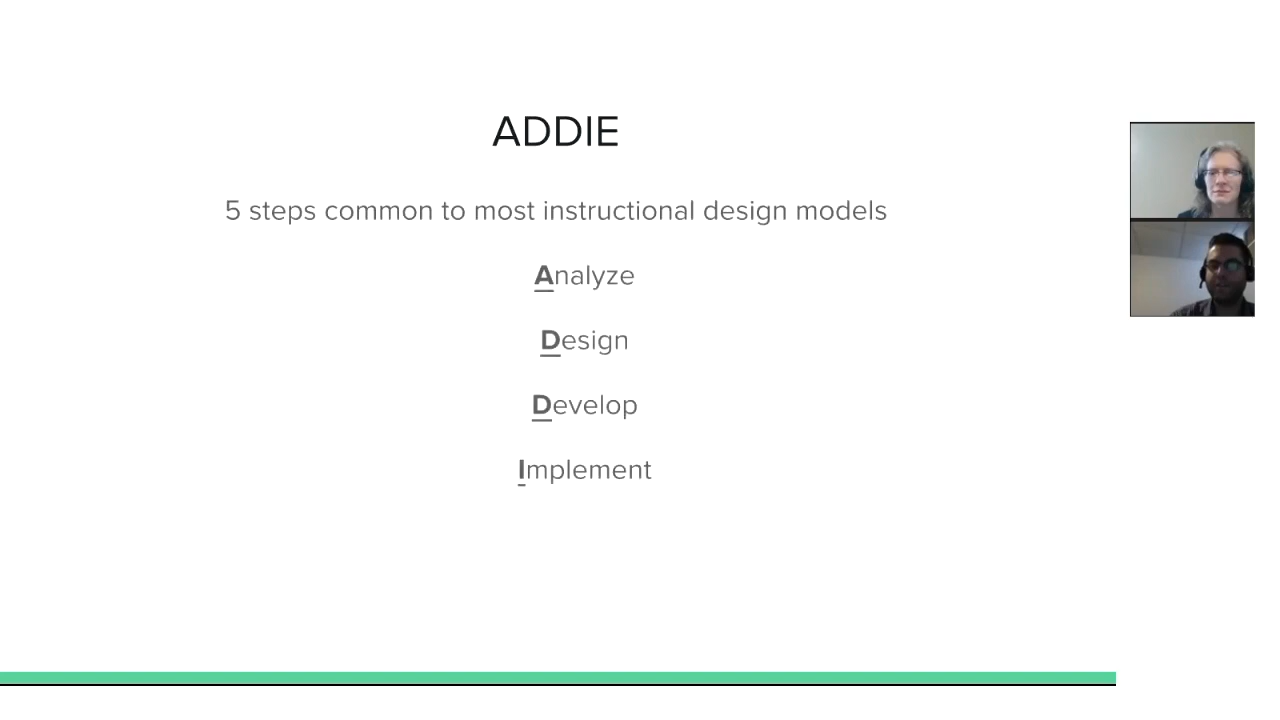 ADDIE
5 steps common to most instructional design models
Analyze
Design
Develop
Implement